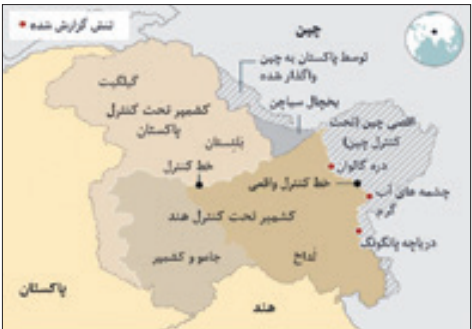 تنش گزارش شده
چین
توسط پاکستان به چین
واگذار شده
گیلگیت
یخچال سیاچن
کشمیر تحت کنترل
پاکستان
اقصی چین (تحت
کنترل چین)
بلتستان
دره گالوان
خط کنترل
خط کنترل واقعی
چشمه های آب
گرم
کشمیر تحت کنترل هند
دریاچه پانگونگ
لداخ
جامو و کشمیر
پاکستان
هند